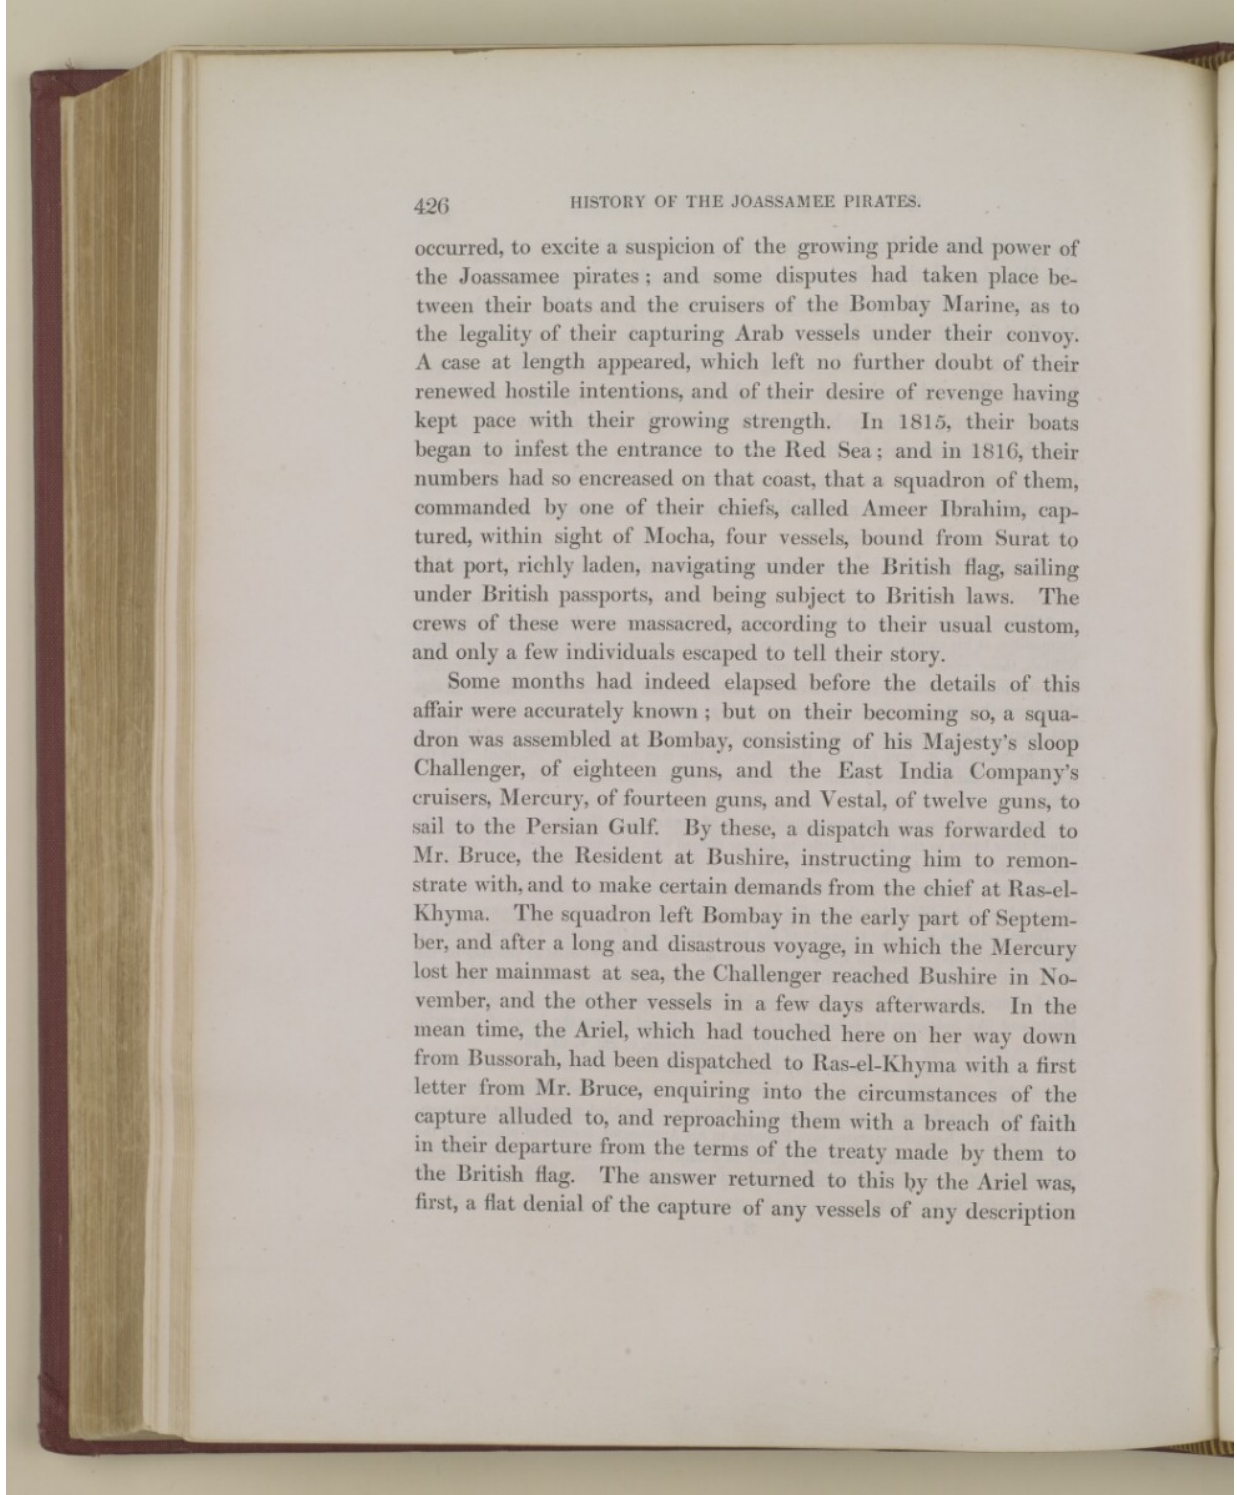 426 HISTORY OF THE JOASSAMEE PIRATES.
occurred, to excite a suspicion of the growing pride and power of
the Joassamee pirates ; and some disputes had taken place be-
tween their boats and the cruisers of the Bombay Marine, as to
the legality of their capturing Arab vessels under their convoy.
A case at length appeared, which left no further doubt of their
renewed hostile intentions, and of their desire of revenge having
kept pace with their growing strength. In 1815, their boats
began to infest the entrance to the Red Sea ; and in 1816, their
numbers had so encreased on that coast, that a squadron of them,
commanded by one of their chiefs, called Ameer Ibrahim, cap-
tured, within sight of Mocha, four vessels, bound from Surat to
that port, richly laden, navigating under the British flag, sailing
under British passports, and being subject to British laws. The
crews of these were massacred, according to their usual custom,
and only a few individuals escaped to tell their story.
Some months had indeed elapsed before the details of this
affair were accurately known ; but on their becoming so, a squa-
dron was assembled at Bombay, consisting of his Majesty's sloop
Challenger, of eighteen guns, and the East India Company's
cruisers, Mercury, of fourteen guns, and Vestal, of twelve guns, to
sail to the Persian Gulf. By these, a dispatch was forwarded to
Mr. Bruce, the Resident at Bushire, instructing him to remon-
strate with, and to make certain demands from the chief at Ras-el-
Khyma. The squadron left Bombay in the early part of Septem-
ber, and after a long and disastrous voyage, in which the Mercury
lost her mainmast at sea, the Challenger reached Bushire in No-
vember, and the other vessels in a few days afterwards. In the
mean time, the Ariel, which had touched here on her way down
from Bussorah, had been dispatched to Ras-el-Khyma with a first
letter from Mr. Bruce, enquiring into the circumstances of the
capture alluded to, and reproaching them with a breach of faith
in their departure from the terms of the treaty made by them to
the British flag. The answer returned to this by the Ariel was,
first, a flat denial of the capture of any vessels of any description